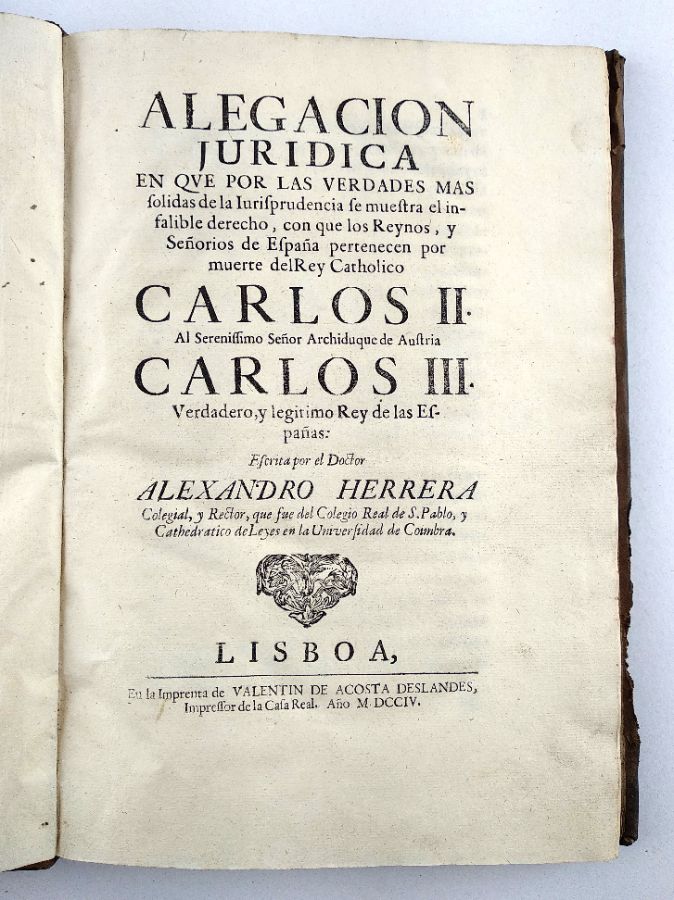 ALEGACION
JURIDICA
EN QVE POR LAS VERDADES MAS
ſolidas de la Iuriſprudencia ſe mueſtra el in-
falible derecho, con que los Reynos, y
Señorios de Eſpaña pertenecen por
muerte del Rey Catholico
CARLOS II.
Al Sereniſſimo Señor Archiduque de Auſtria
CARLOS III.
Verdadero, y legitimo Rey de las Eſ-
pañas:
Eſcrita por el Doctor
ALEXANDRO HERRERA
Colegial, y Rector, que fue del Colegio Real de S. Pablo, y
Cathedratico de Leyes en la Univerſidad de Coimbra.
LISBOA,
En la Imprenta de VALENTIN DE ACOSTA DESLANDES,
Impreſſor de la Caſa Real. Año M.DCCIV.